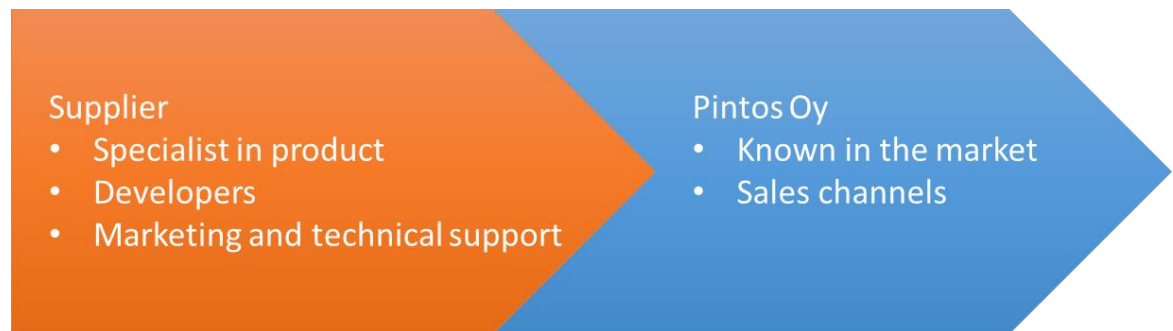 Supplier
• Specialist in product
• Developers
• Marketing and technical support
Pintos Oy
• Known in the market
• Sales channels